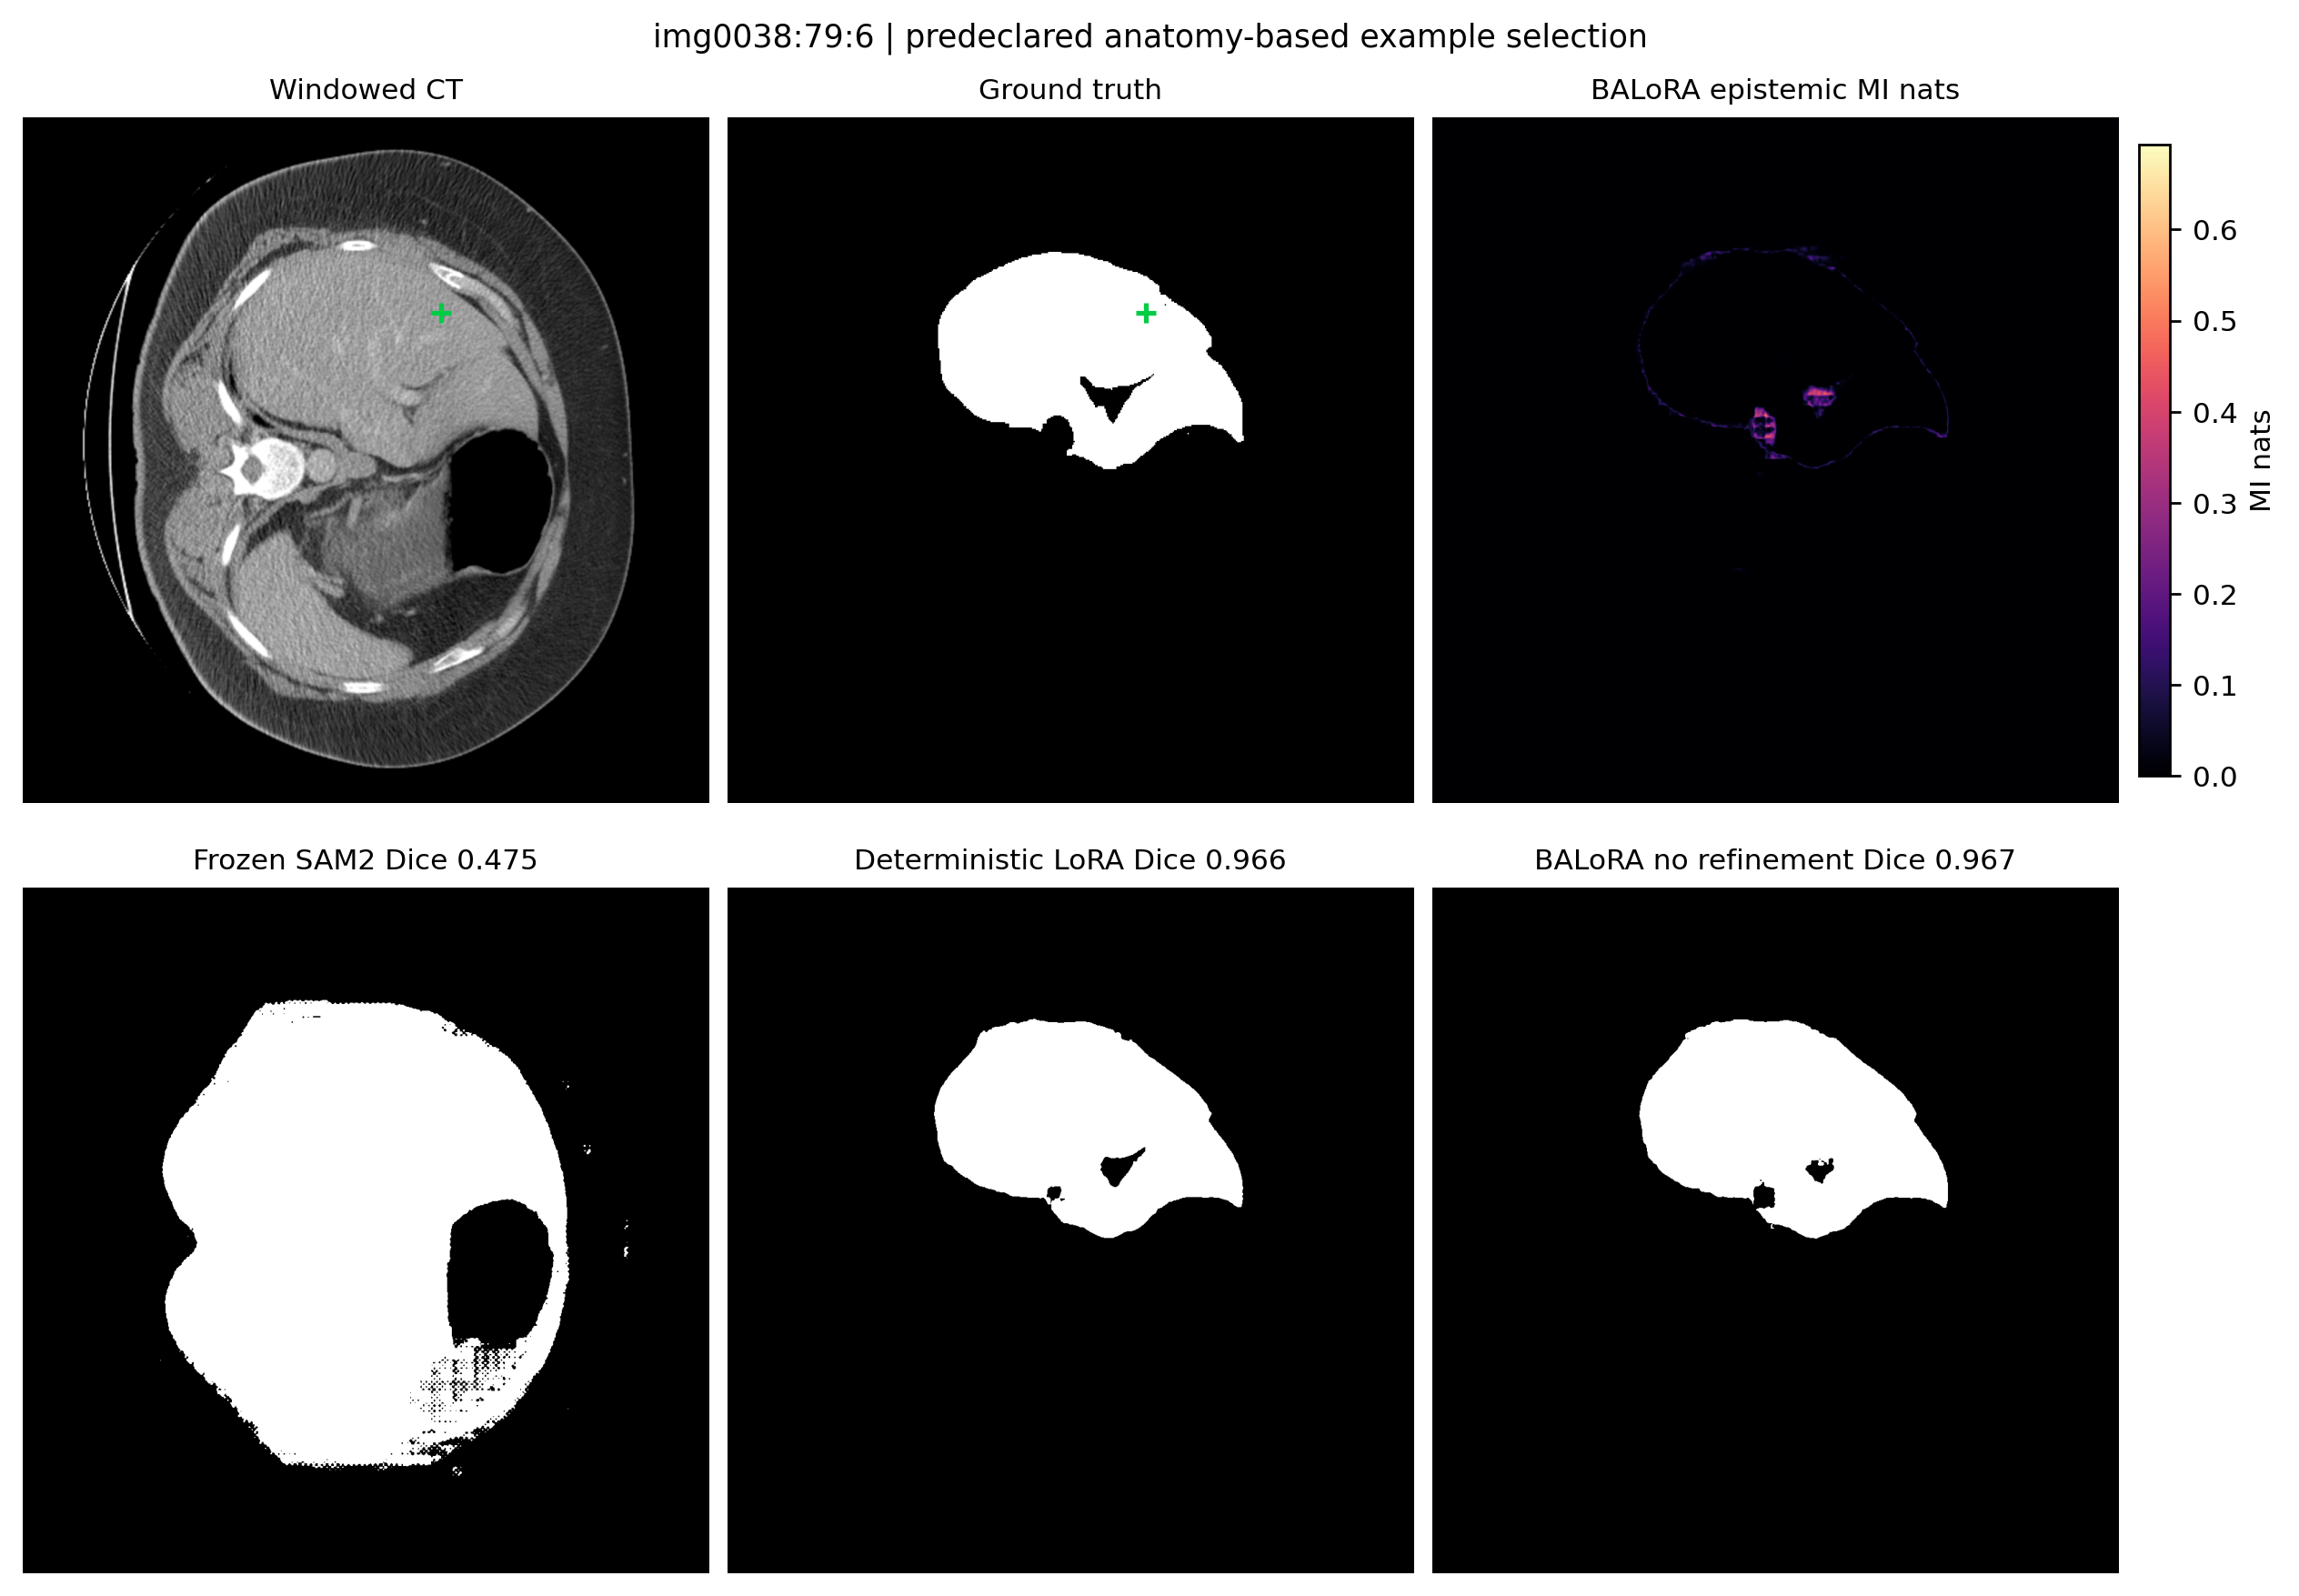 img0038:79:6 | predeclared anatomy-based example selection
Windowed CT
Ground truth
BALoRA epistemic MI nats
0.6
0.5
0.4
0.3
0.2
0.1
0.0
MI nats
Frozen SAM2 Dice 0.475
Deterministic LoRA Dice 0.966
BALoRA no refinement Dice 0.967